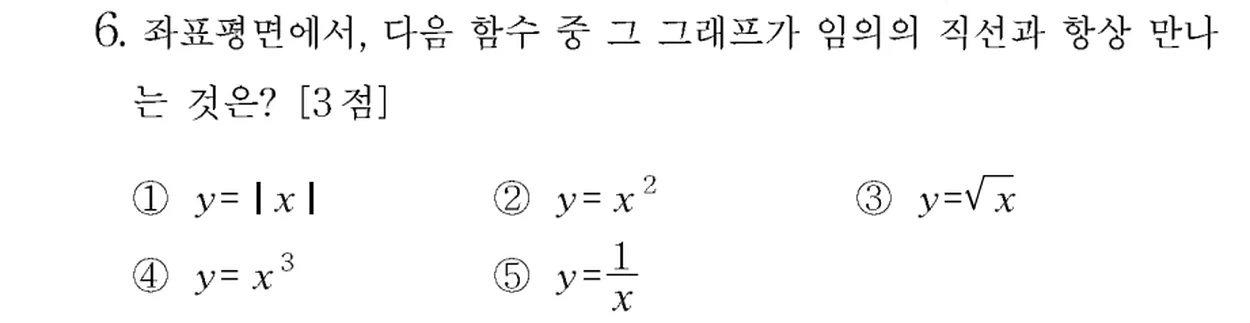 6. 좌표평면에서, 다음 함수 중 그 그래프가 임의의 직선과 항상 만나
는 것은? [3점]
① y=|x| ② y=x² ③ y=√x
④ y=x³ ⑤ y=1/x